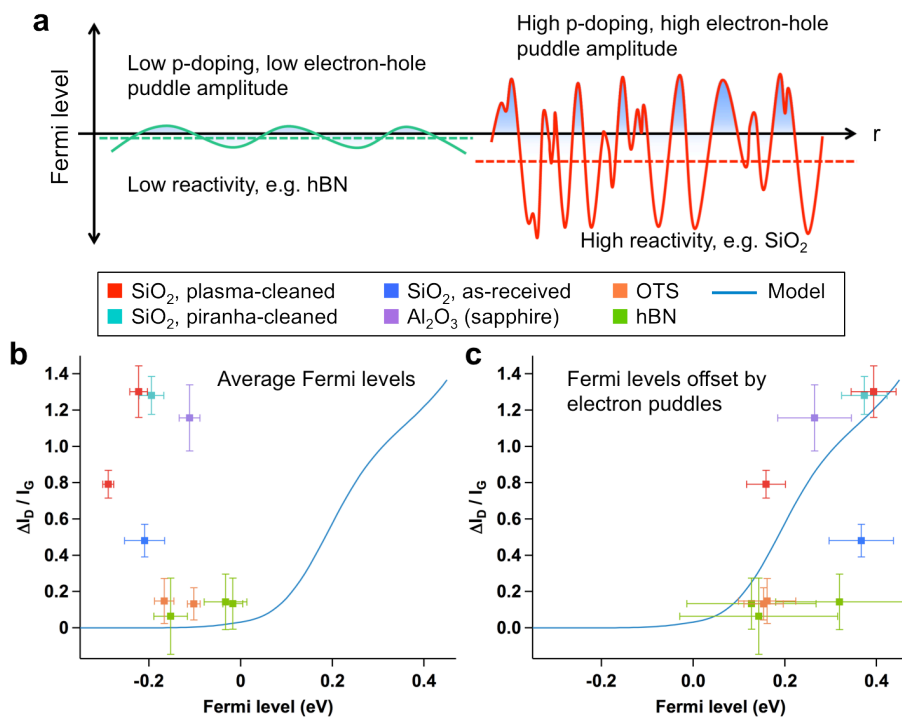 a
Fermi level
Low p-doping, low electron-hole
puddle amplitude
Low reactivity, e.g. hBN
High p-doping, high electron-hole
puddle amplitude
r
High reactivity, e.g. SiO₂
SiO₂, plasma-cleaned
SiO₂, as-received
OTS
Model
SiO₂, piranha-cleaned
Al₂O₃ (sapphire)
hBN
b
Average Fermi levels
ΔI_D / I_G
1.4
1.2
1.0
0.8
0.6
0.4
0.2
0.0
-0.2
0
0.2
0.4
Fermi level (eV)
c
Fermi levels offset by
electron puddles
ΔI_D / I_G
1.4
1.2
1.0
0.8
0.6
0.4
0.2
0.0
-0.2
0.0
0.2
0.4
Fermi level (eV)